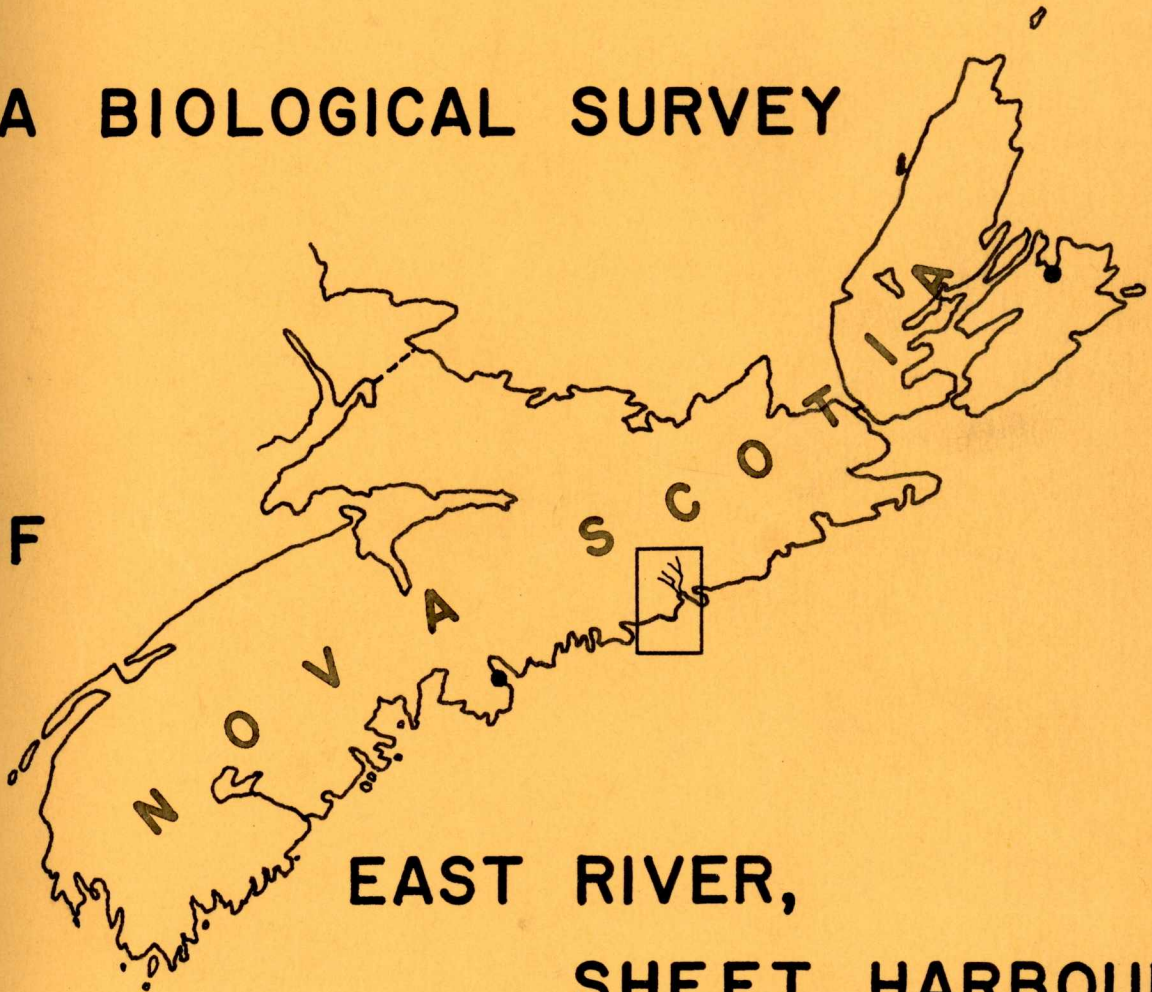 A BIOLOGICAL SURVEY
F
NOVA SCOTIA
EAST RIVER,
SHEET HARBOU